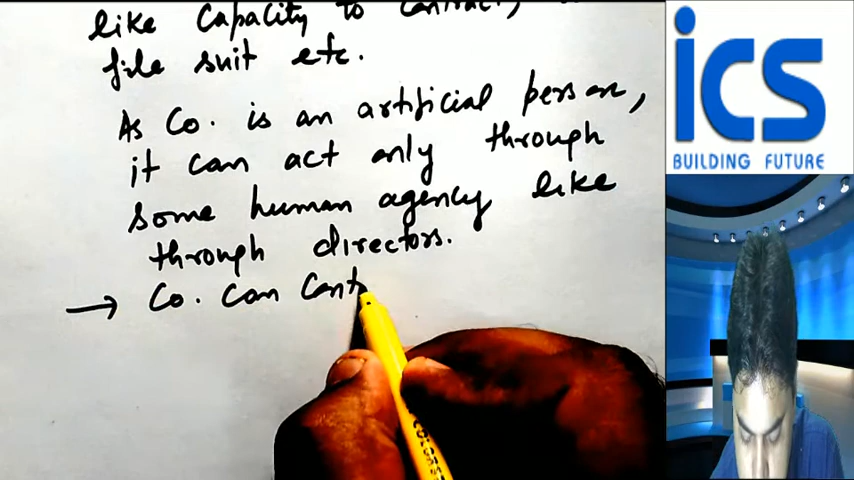 like Capacity to contract,
file suit etc.
As Co. is an artificial person,
it can act only through
some human agency like
through directors.
→ Co. Can Cont
ics
BUILDING FUTURE